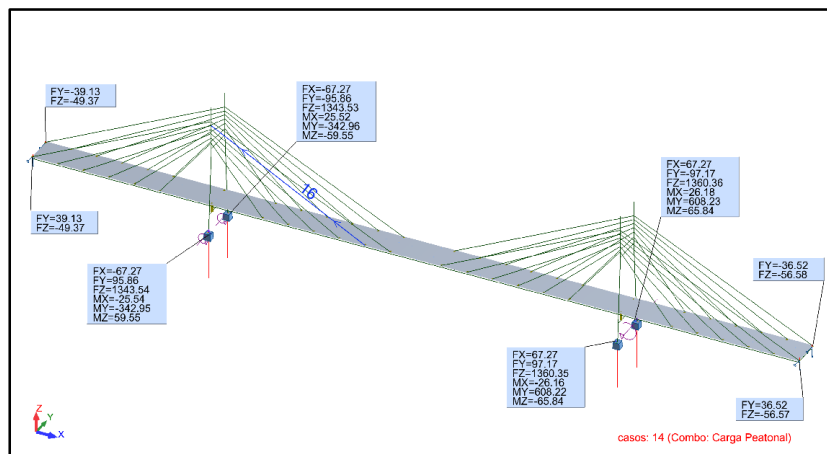 FY=-39.13
FZ=-49.37
FX=-67.27
FY=-95.86
FZ=1343.53
MX=25.52
MY=-342.96
MZ=-59.55
FX=67.27
FY=-97.17
FZ=1360.36
MX=26.18
MY=608.23
MZ=65.84
16
FY=39.13
FZ=-49.37
FX=-67.27
FY=95.86
FZ=1343.54
MX=-25.54
MY=-342.95
MZ=59.55
FY=-36.52
FZ=-56.58
FX=67.27
FY=97.17
FZ=1360.35
MX=-26.16
MY=608.22
MZ=-65.84
FY=36.52
FZ=-56.57
Z
Y
X
casos: 14 (Combo: Carga Peatonal)